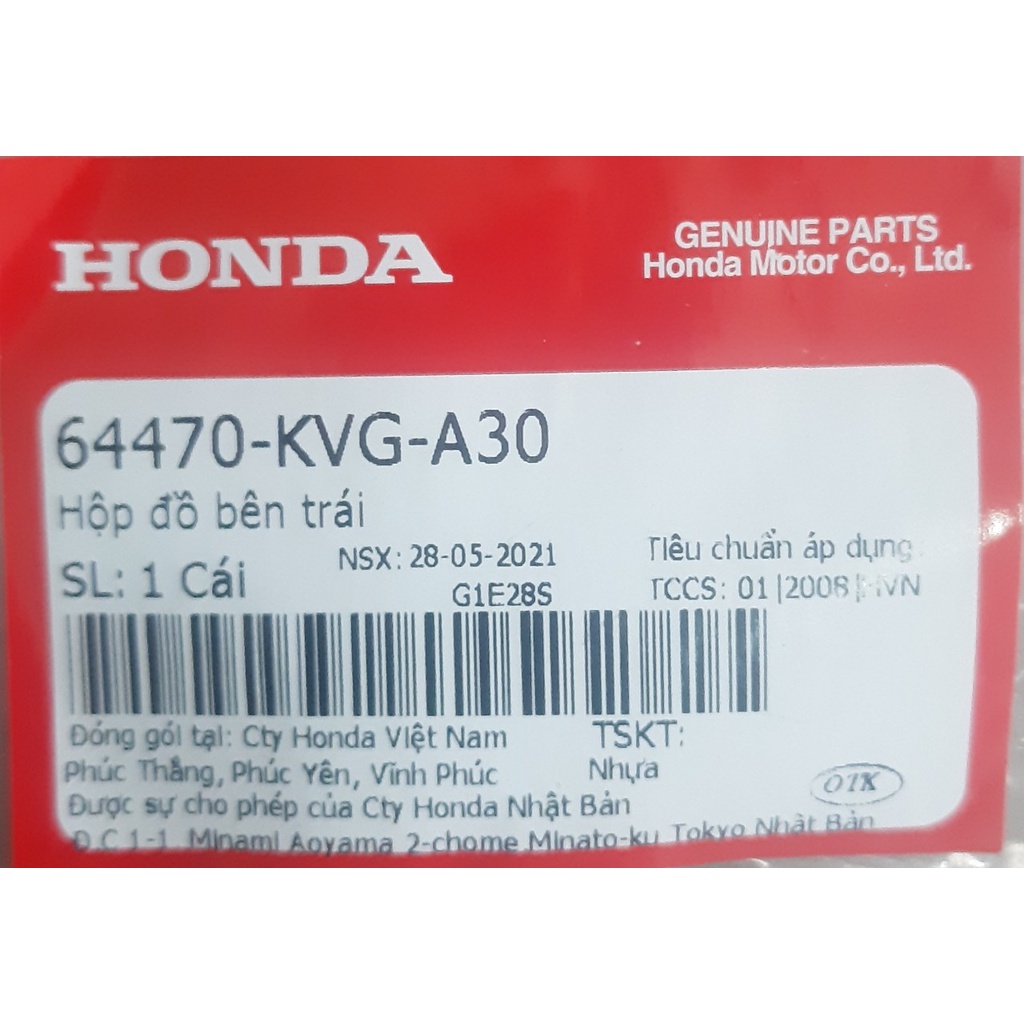 HONDA
GENUINE PARTS
Honda Motor Co., Ltd.
64470-KVG-A30
Hộp đồ bên trái
NSX: 28-05-2021
Tiêu chuẩn áp dụng:
SL: 1 Cái
G1E28S
TCCS: 01|2008|HVN
Đóng gói tại: Cty Honda Việt Nam
TSKT:
Phúc Thắng, Phúc Yên, Vĩnh Phúc
Nhựa
OTK
Được sự cho phép của Cty Honda Nhật Bản
Đ.C 1-1 Minami Aoyama 2-chome Minato-ku Tokyo Nhật Bản